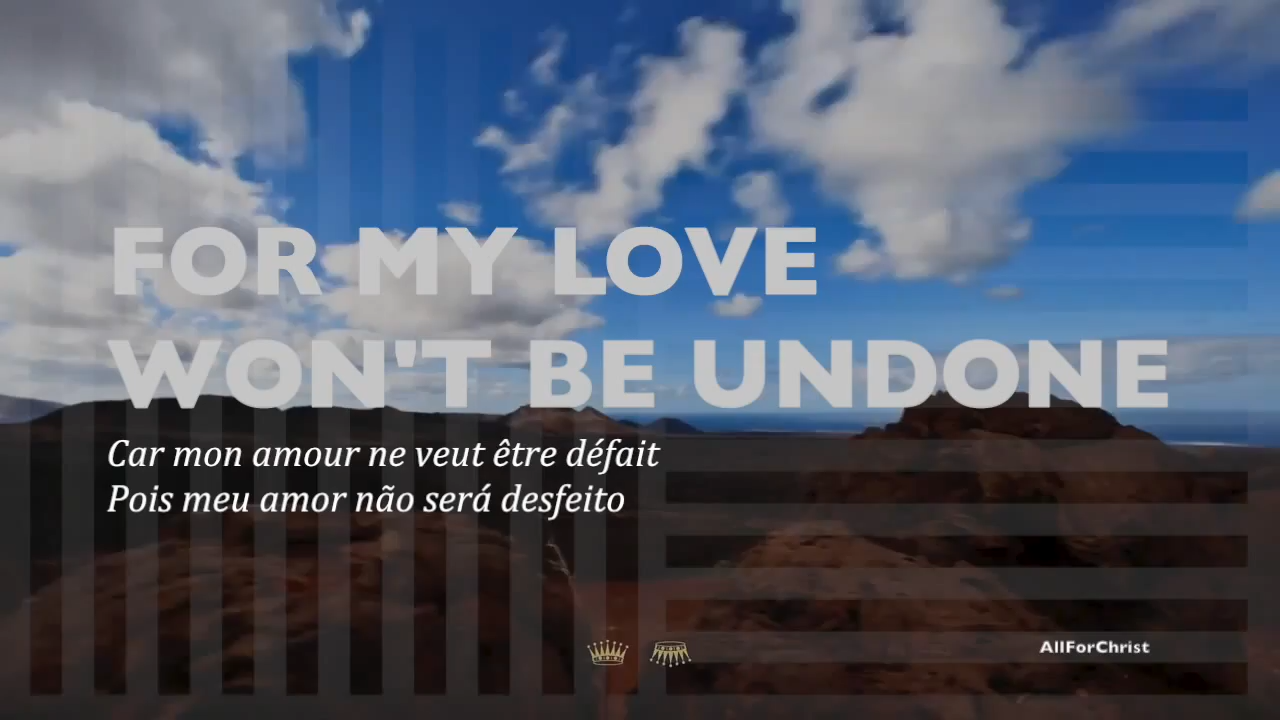 FOR MY LOVE
WON'T BE UNDONE
Car mon amour ne veut être défait
Pois meu amor não será desfeito
AllForChrist